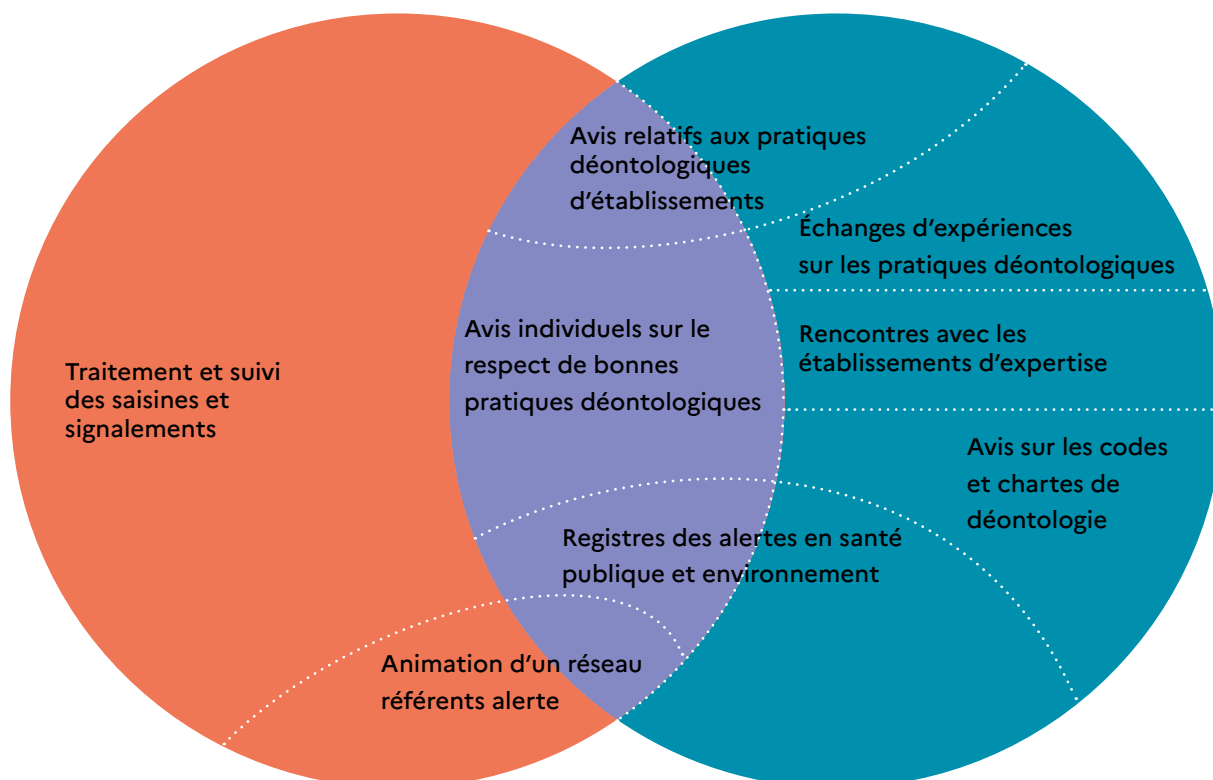 Avis relatifs aux pratiques
déontologiques
d’établissements
Échanges d’expériences
sur les pratiques déontologiques
Avis individuels sur le
respect de bonnes
pratiques déontologiques
Rencontres avec les
établissements d’expertise
Traitement et suivi
des saisines et
signalements
Avis sur les codes
et chartes de
déontologie
Registres des alertes en santé
publique et environnement
Animation d’un réseau
référents alerte